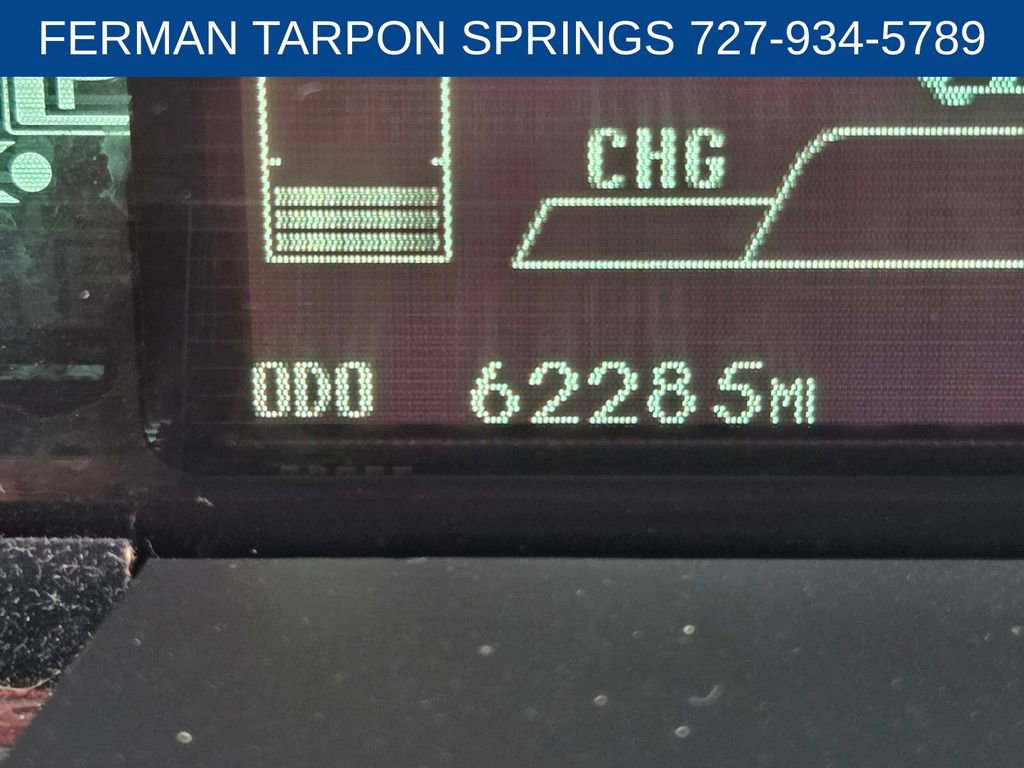 FERMAN TARPON SPRINGS 727-934-5789
CHG
ODO 62285MI